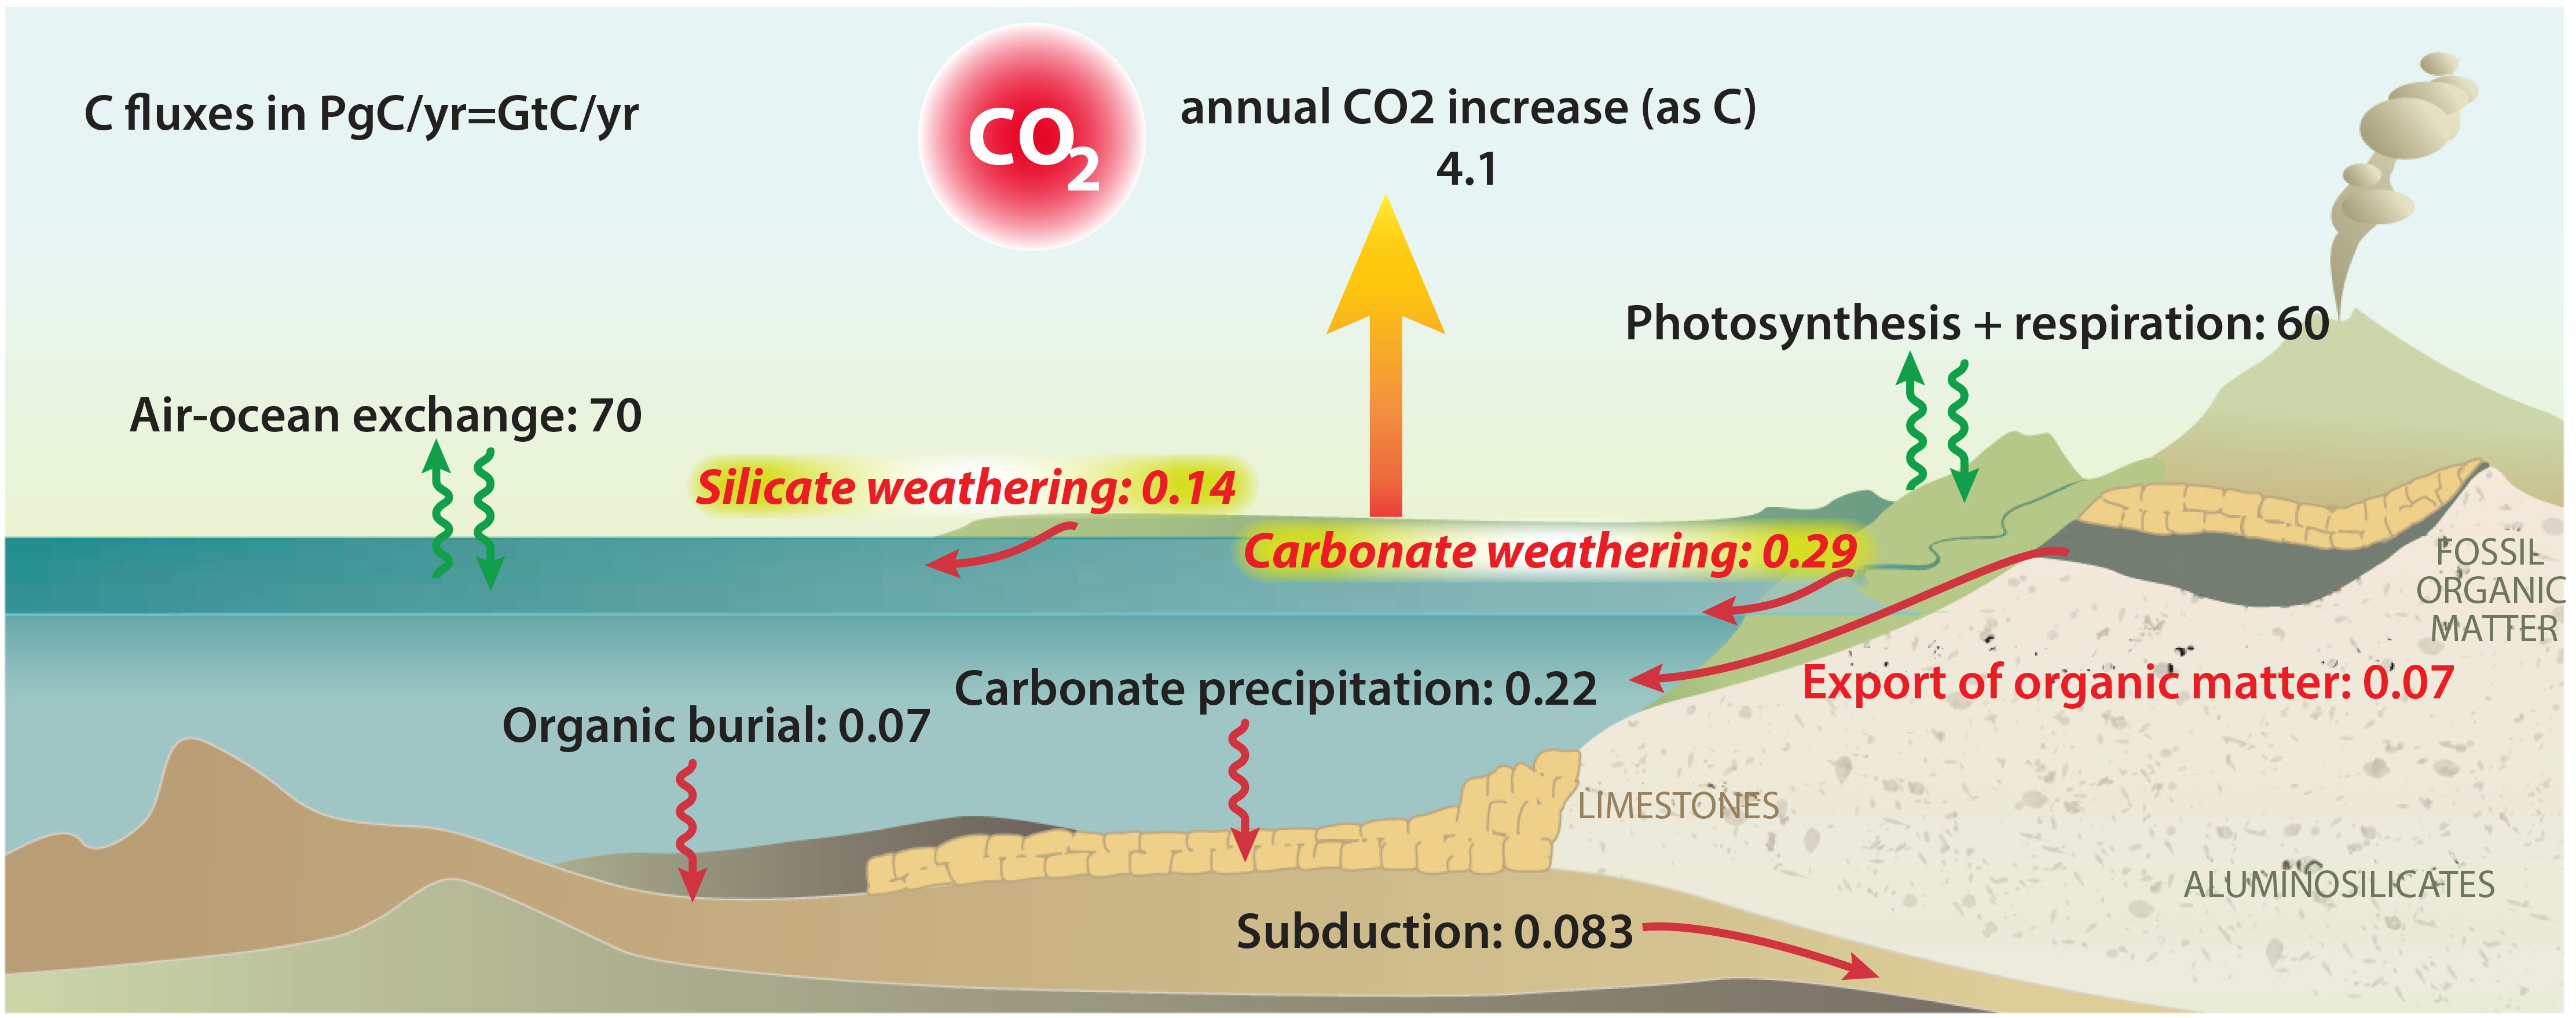 C fluxes in PgC/yr=GtC/yr
CO2
annual CO2 increase (as C)
4.1
Photosynthesis + respiration: 60
Air-ocean exchange: 70
Silicate weathering: 0.14
Carbonate weathering: 0.29
FOSSIL
ORGANIC
MATTER
Export of organic matter: 0.07
Carbonate precipitation: 0.22
Organic burial: 0.07
LIMESTONES
ALUMINOSILICATES
Subduction: 0.083